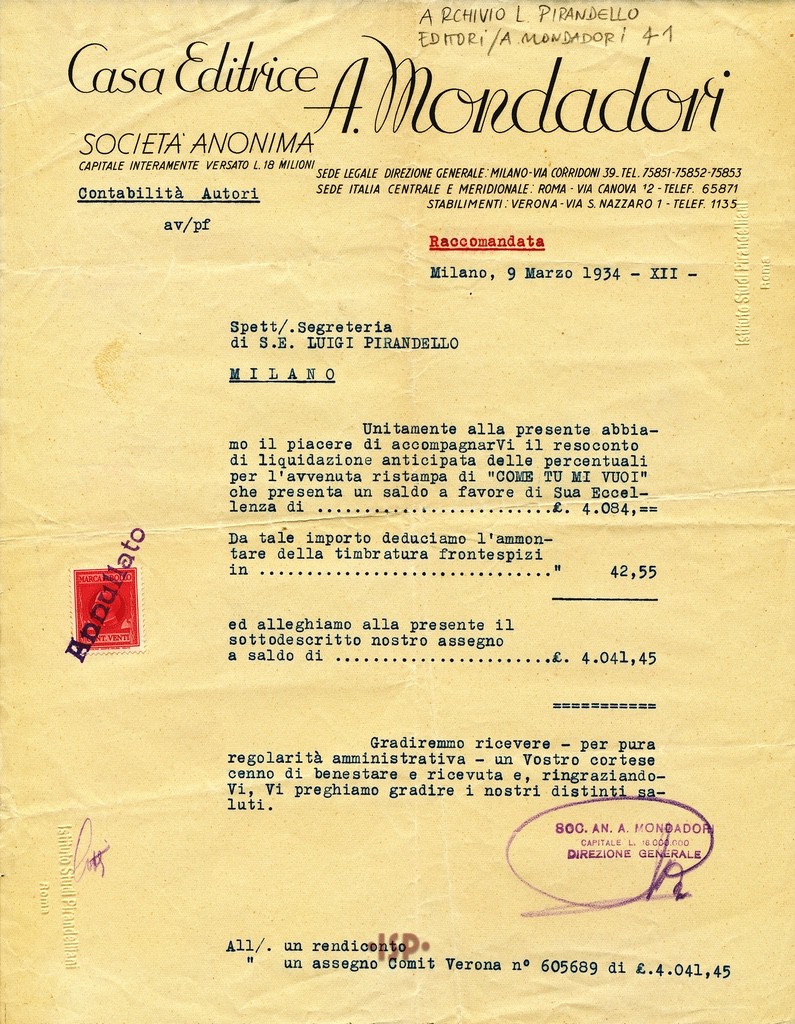 ARCHIVIO L. PIRANDELLO
EDITORI/A. MONDADORI 41
Casa Editrice A. Mondadori
SOCIETA' ANONIMA
CAPITALE INTERAMENTE VERSATO L. 18 MILIONI
SEDE LEGALE DIREZIONE GENERALE: MILANO - VIA CORRIDONI 39 - TEL. 75851-75852-75853
SEDE ITALIA CENTRALE E MERIDIONALE: ROMA - VIA CANOVA 12 - TELEF. 65871
STABILIMENTI: VERONA - VIA S. NAZZARO 1 - TELEF. 1135
Contabilità Autori
av/pf
Raccomandata
Milano, 9 Marzo 1934 - XII -
Istituto Studi Pirandelliani
Roma
Spett/.Segreteria
di S.E. LUIGI PIRANDELLO
M I L A N O
Unitamente alla presente abbia-
mo il piacere di accompagnarVi il resoconto
di liquidazione anticipata delle percentuali
per l'avvenuta ristampa di "COME TU MI VUOI"
che presenta un saldo a favore di Sua Eccel-
lenza di .........................£. 4.084,==
Da tale importo deduciamo l'ammon-
tare della timbratura frontespizi
in ................................" 42,55
ed alleghiamo alla presente il
sottodescritto nostro assegno
a saldo di .......................£. 4.041,45
===========
MARCA DA BOLLO
CENT. VENTI
Annullato
Gradiremmo ricevere - per pura
regolarità amministrativa - un Vostro cortese
cenno di benestare e ricevuta e, ringraziando-
Vi, Vi preghiamo gradire i nostri distinti sa-
luti.
SOC. AN. A. MONDADORI
CAPITALE L. 18.000.000
DIREZIONE GENERALE
Istituto Studi Pirandelliani
Roma
·ISP·
All/. un rendiconto
" un assegno Comit Verona n° 605689 di £.4.041,45